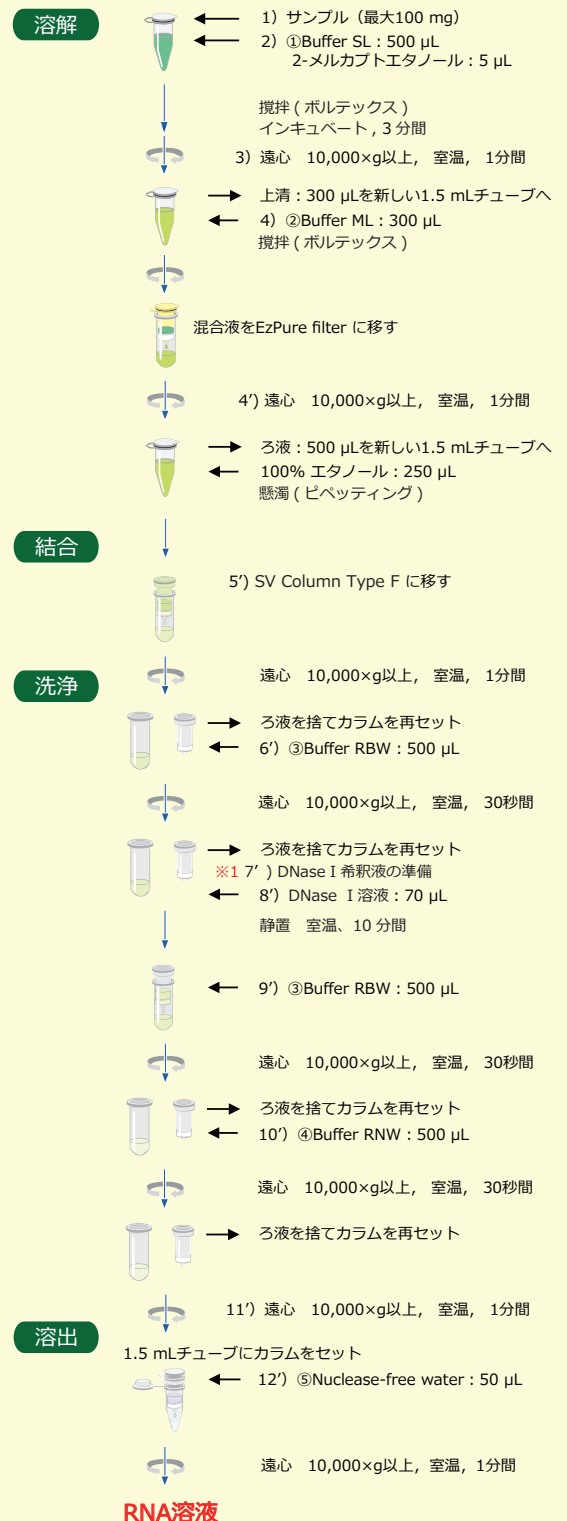 溶解
1）サンプル（最大100 mg）
2）①Buffer SL：500 µL
2-メルカプトエタノール：5 µL
撹拌 ( ボルテックス )
インキュベート , 3 分間
3）遠心　10,000×g以上,　室温,　1分間
上清：300 µLを新しい1.5 mLチューブへ
4）②Buffer ML：300 µL
撹拌 ( ボルテックス )
混合液をEzPure filter に移す
4’) 遠心　10,000×g以上,　室温,　1分間
ろ液：500 µLを新しい1.5 mLチューブへ
100% エタノール：250 µL
懸濁 ( ピペッティング )
結合
5’) SV Column Type F に移す
遠心　10,000×g以上,　室温,　1分間
洗浄
ろ液を捨てカラムを再セット
6’）③Buffer RBW：500 µL
遠心　10,000×g以上,　室温,　30秒間
ろ液を捨てカラムを再セット
※1 7’ ) DNase I 希釈液の準備
8’）DNase I 溶液：70 µL
静置　室温、10 分間
9’）③Buffer RBW：500 µL
遠心　10,000×g以上,　室温,　30秒間
ろ液を捨てカラムを再セット
10’）④Buffer RNW：500 µL
遠心　10,000×g以上,　室温,　30秒間
ろ液を捨てカラムを再セット
11’）遠心　10,000×g以上,　室温,　1分間
溶出
1.5 mLチューブにカラムをセット
12’）⑤Nuclease-free water：50 µL
遠心　10,000×g以上, 室温, 1分間
RNA溶液